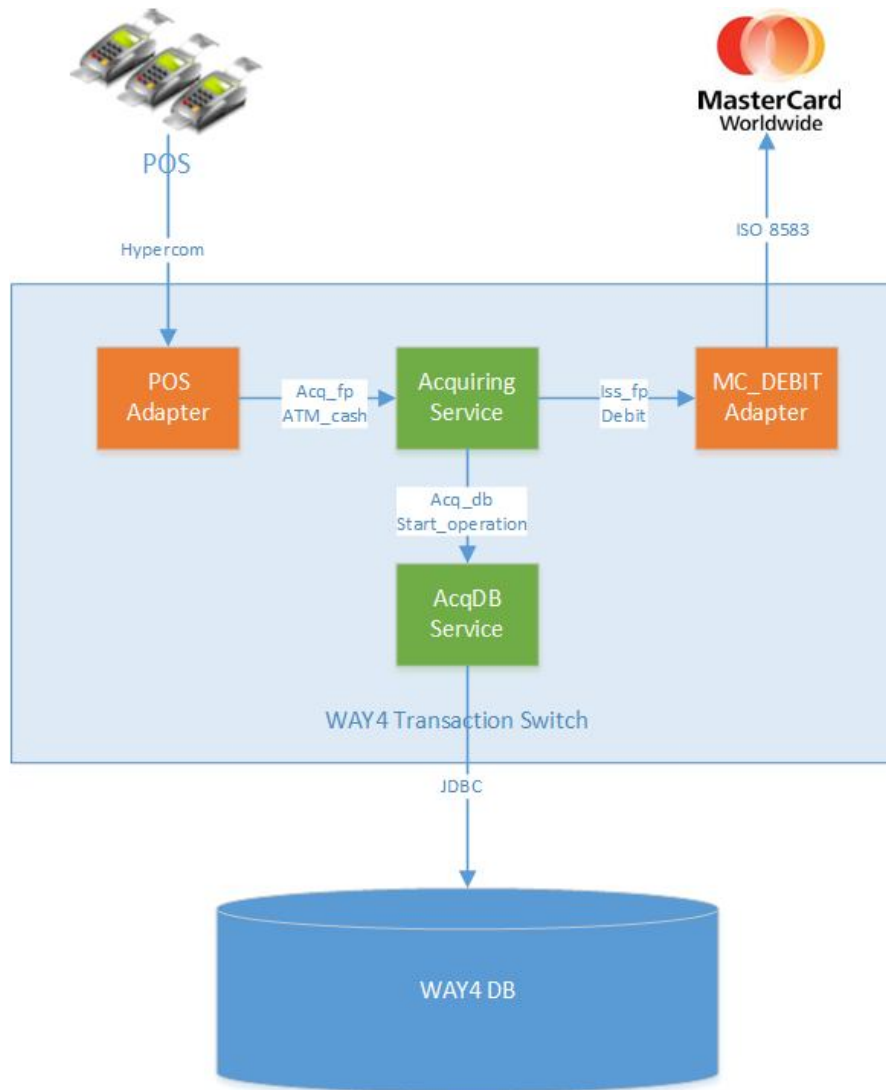 MasterCard
Worldwide
POS
Hypercom
ISO 8583
POS
Adapter
Acq_fp
ATM_cash
Acquiring
Service
Iss_fp
Debit
MC_DEBIT
Adapter
Acq_db
Start_operation
AcqDB
Service
WAY4 Transaction Switch
JDBC
WAY4 DB